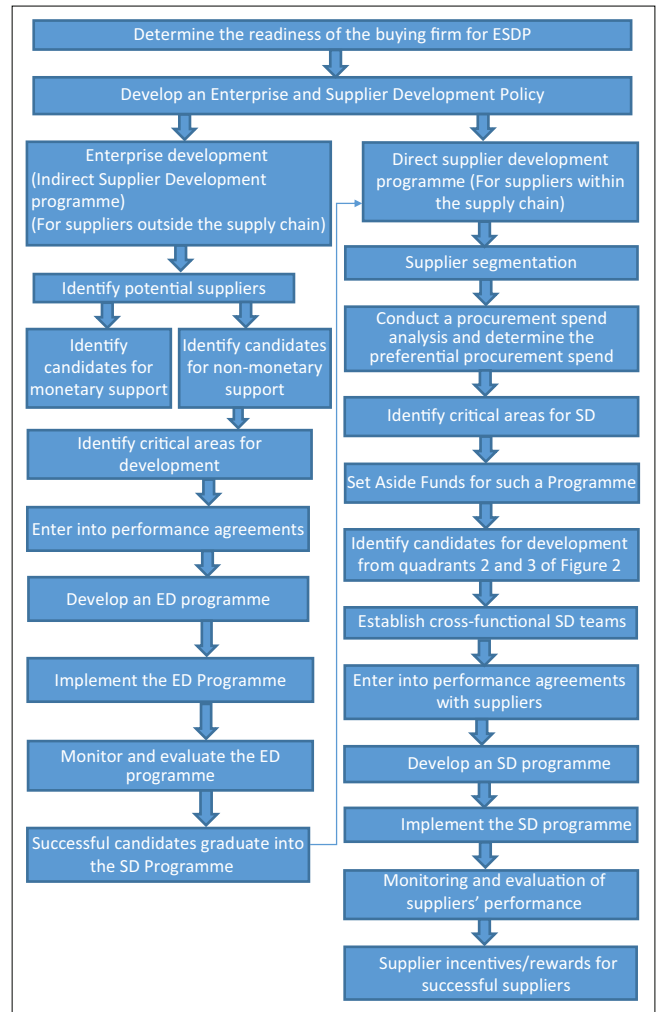 Determine the readiness of the buying firm for ESDP
Develop an Enterprise and Supplier Development Policy
Enterprise development
(Indirect Supplier Development
programme)
(For suppliers outside the supply chain)
Identify potential suppliers
Identify
candidates for
monetary support
Identify candidates
for non-monetary
support
Identify critical areas for
development
Enter into performance agreements
Develop an ED programme
Implement the ED Programme
Monitor and evaluate the ED
programme
Successful candidates graduate into
the SD Programme
Direct supplier development
programme (For suppliers within
the supply chain)
Supplier segmentation
Conduct a procurement spend
analysis and determine the
preferential procurement spend
Identify critical areas for SD
Set Aside Funds for such a Programme
Identify candidates for development
from quadrants 2 and 3 of Figure 2
Establish cross-functional SD teams
Enter into performance agreements
with suppliers
Develop an SD programme
Implement the SD programme
Monitoring and evaluation of
suppliers’ performance
Supplier incentives/rewards for
successful suppliers